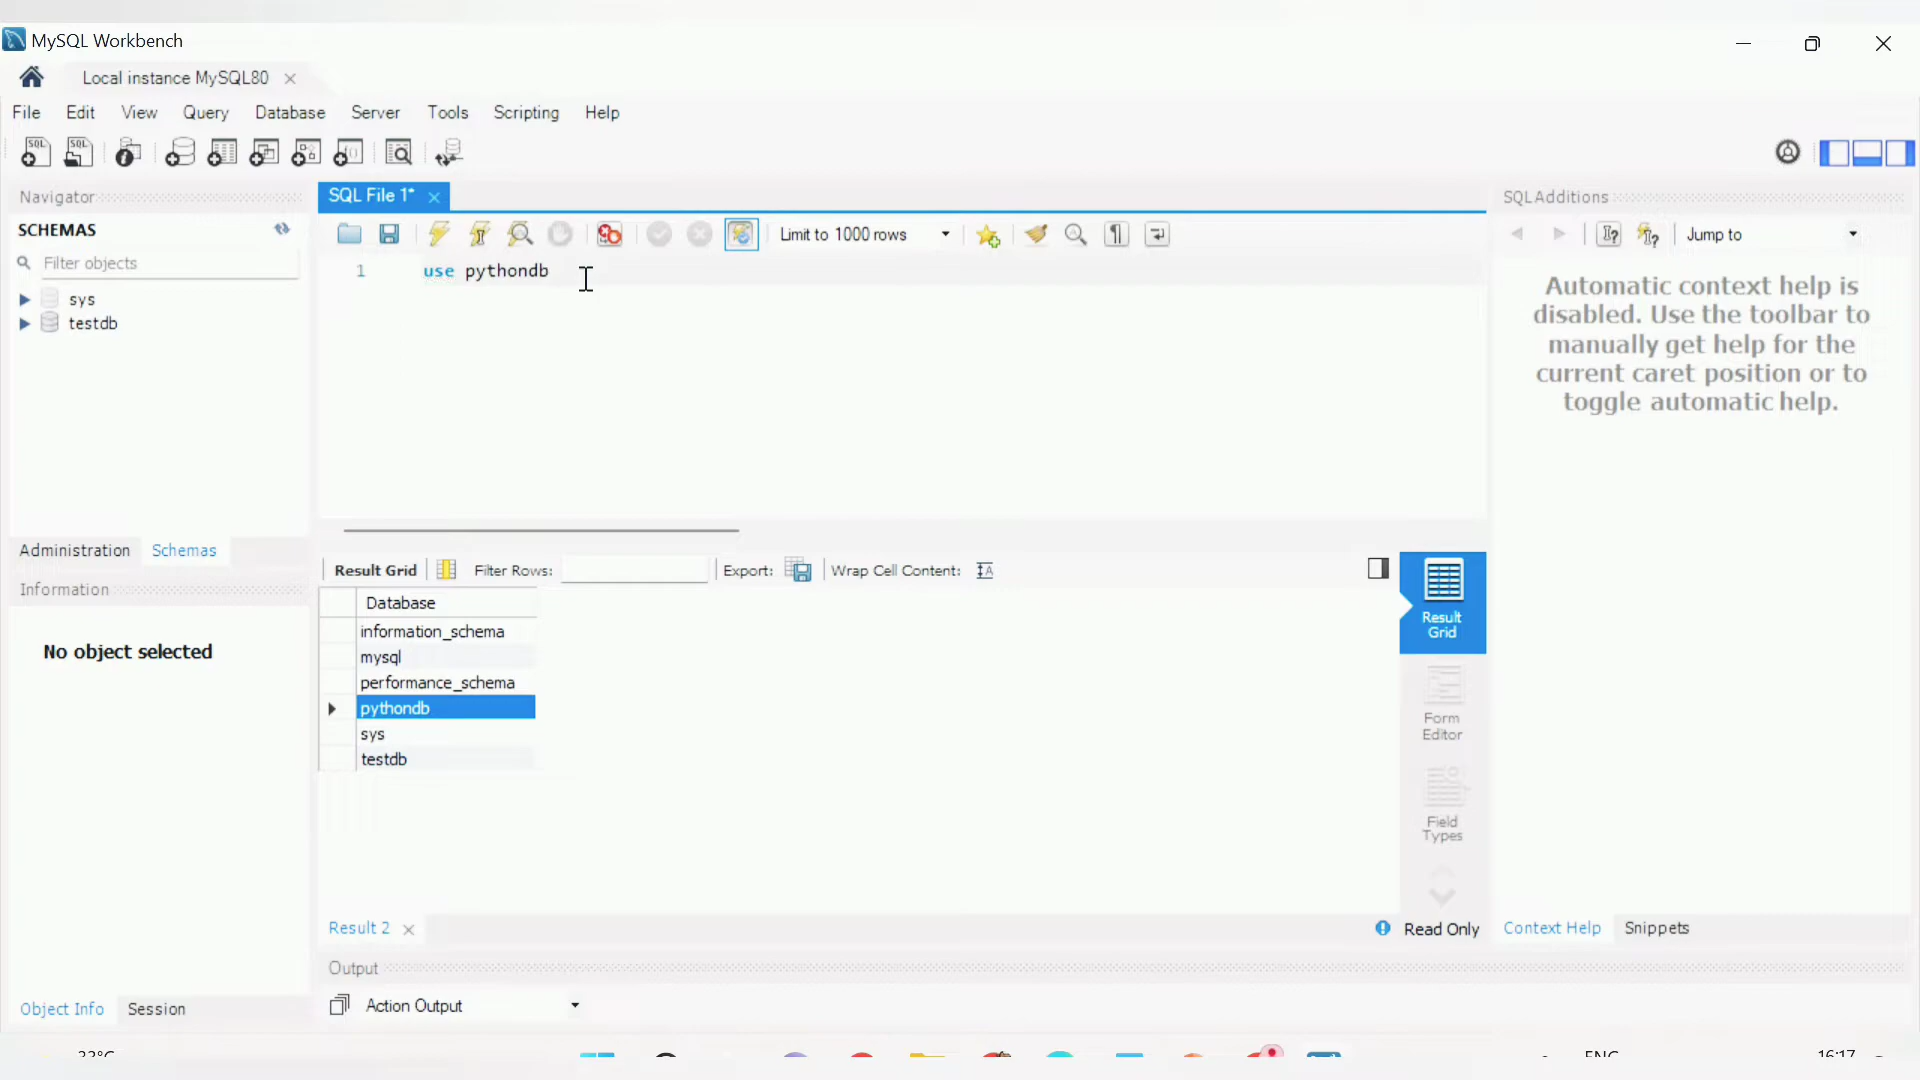 MySQL Workbench
Local instance MySQL80
File Edit View Query Database Server Tools Scripting Help
Navigator
SQL File 1*
SQLAdditions
SCHEMAS
Limit to 1000 rows
Jump to
Filter objects
1 use pythondb
sys
testdb
Automatic context help is
disabled. Use the toolbar to
manually get help for the
current caret position or to
toggle automatic help.
Administration Schemas
Information
Result Grid Filter Rows: Export: Wrap Cell Content:
Database
information_schema
mysql
performance_schema
pythondb
sys
testdb
No object selected
Result
Grid
Form
Editor
Field
Types
Result 2
Read Only
Context Help Snippets
Output
Object Info Session
Action Output